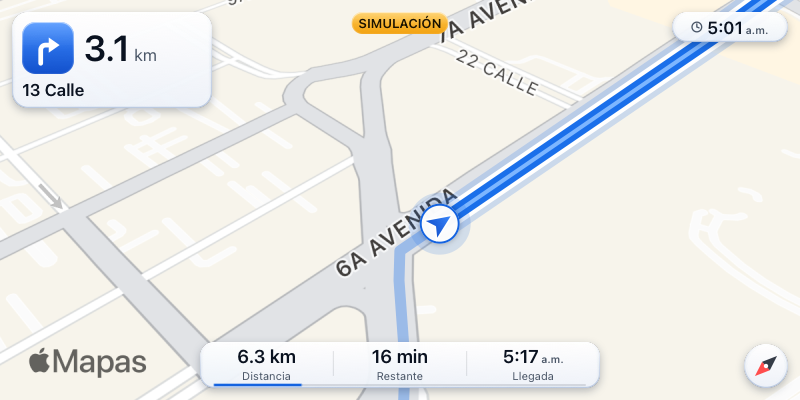 3.1 km
13 Calle
SIMULACIÓN
5:01 a.m.
7A AVENI
22 CALLE
6A AVENIDA
Mapas
6.3 km
Distancia
16 min
Restante
5:17 a.m.
Llegada